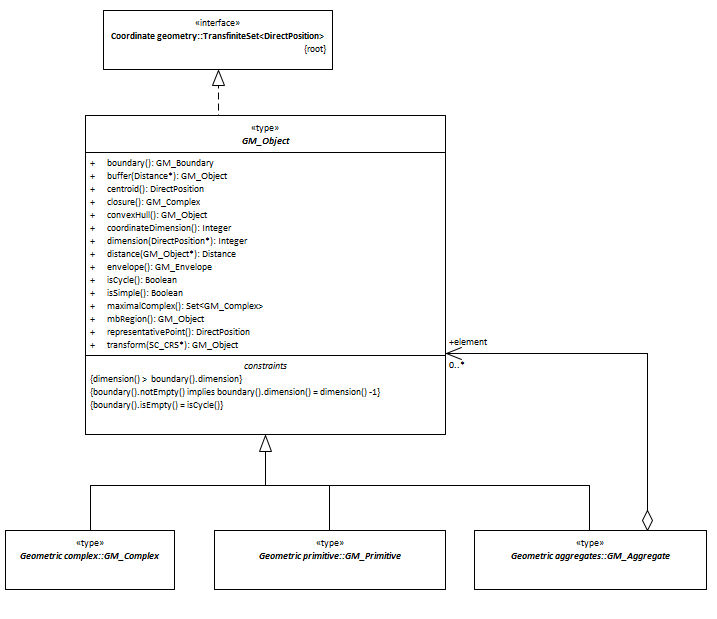 «interface»
Coordinate geometry::TransfiniteSet<DirectPosition>
{root}
«type»
GM_Object
+ boundary(): GM_Boundary
+ buffer(Distance*): GM_Object
+ centroid(): DirectPosition
+ closure(): GM_Complex
+ convexHull(): GM_Object
+ coordinateDimension(): Integer
+ dimension(DirectPosition*): Integer
+ distance(GM_Object*): Distance
+ envelope(): GM_Envelope
+ isCycle(): Boolean
+ isSimple(): Boolean
+ maximalComplex(): Set<GM_Complex>
+ mbRegion(): GM_Object
+ representativePoint(): DirectPosition
+ transform(SC_CRS*): GM_Object
constraints
{dimension() > boundary().dimension}
{boundary().notEmpty() implies boundary().dimension() = dimension() -1}
{boundary().isEmpty() = isCycle()}
+element
0..*
«type»
Geometric complex::GM_Complex
«type»
Geometric primitive::GM_Primitive
«type»
Geometric aggregates::GM_Aggregate